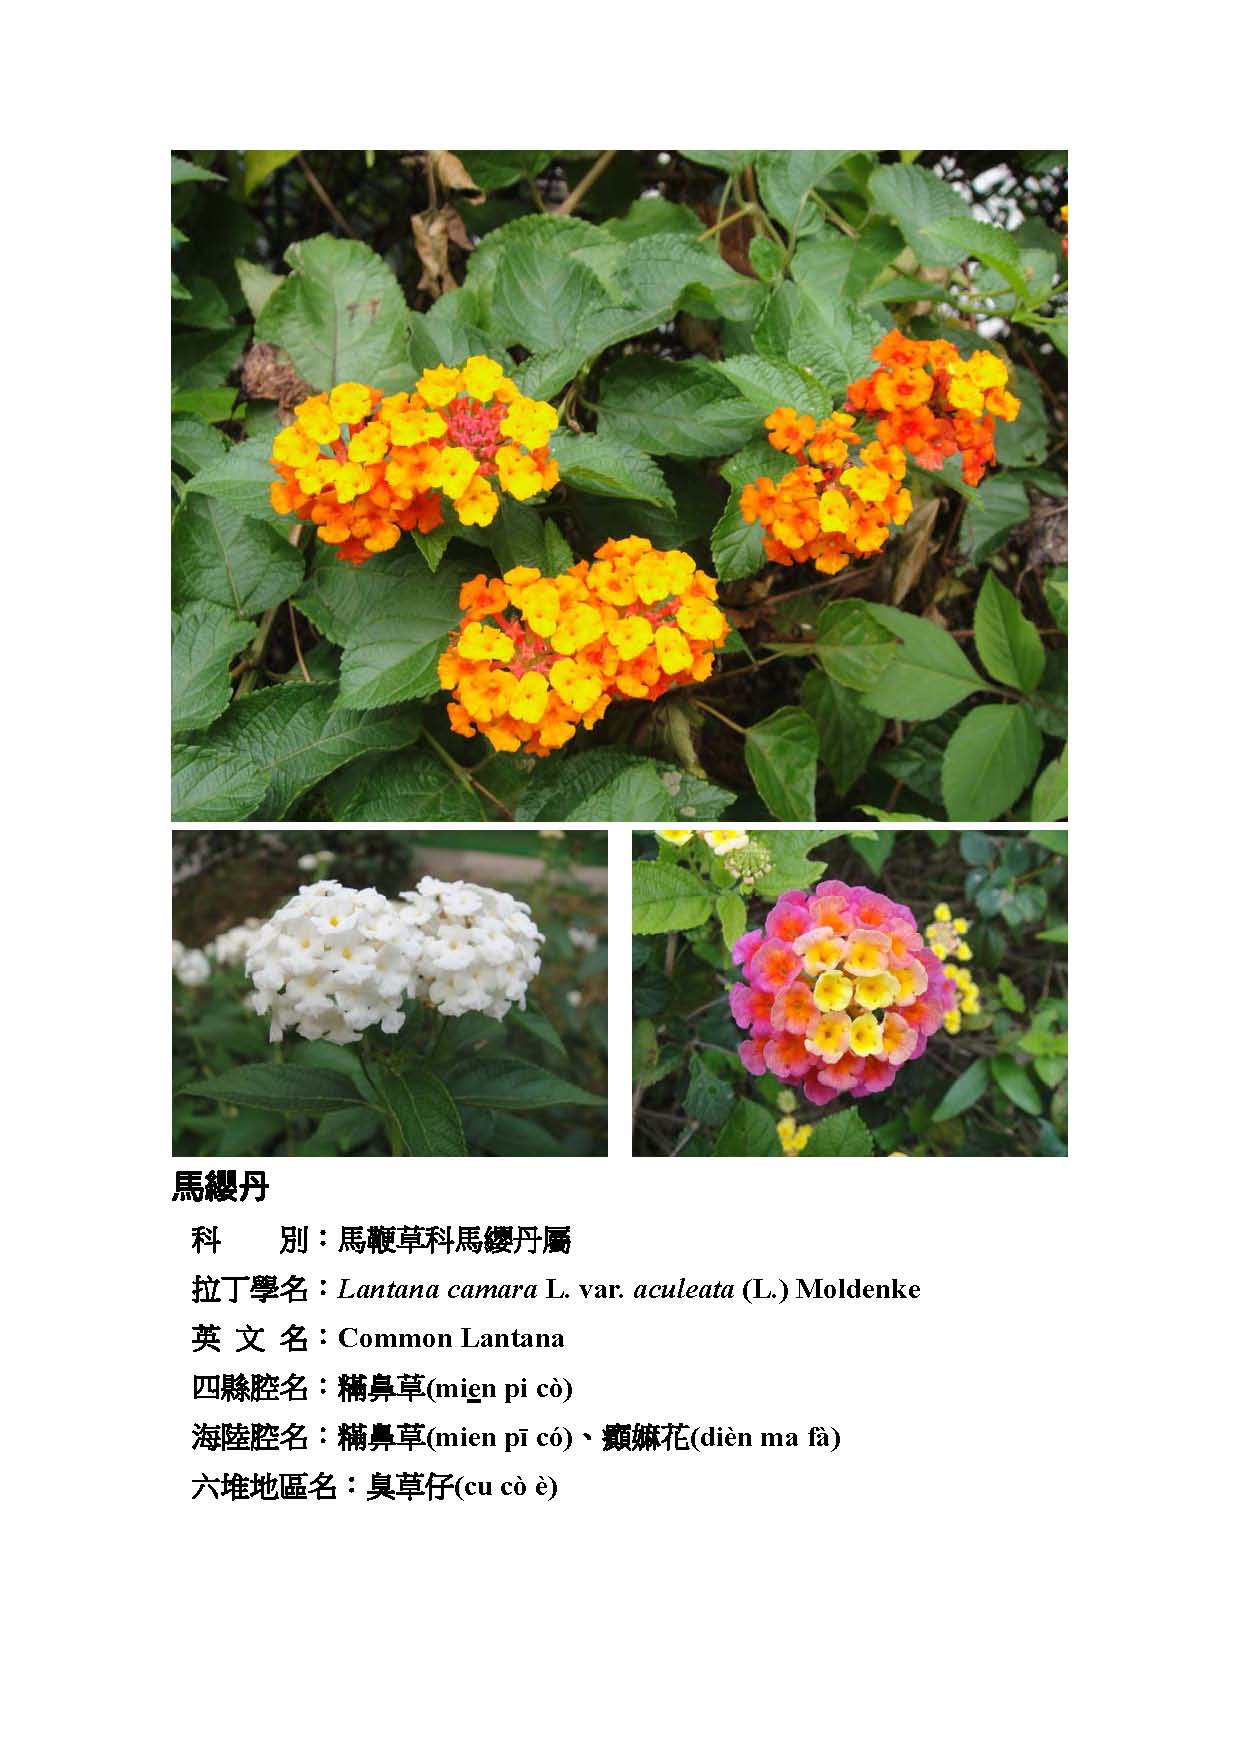 馬纓丹
科　　別：馬鞭草科馬纓丹屬
拉丁學名：Lantana camara L. var. aculeata (L.) Moldenke
英 文 名：Common Lantana
四縣腔名：𥽋鼻草(mien pi cò)
海陸腔名：𥽋鼻草(mien pī có)、癲嫲花(dièn ma fà)
六堆地區名：臭草仔(cu cò è)